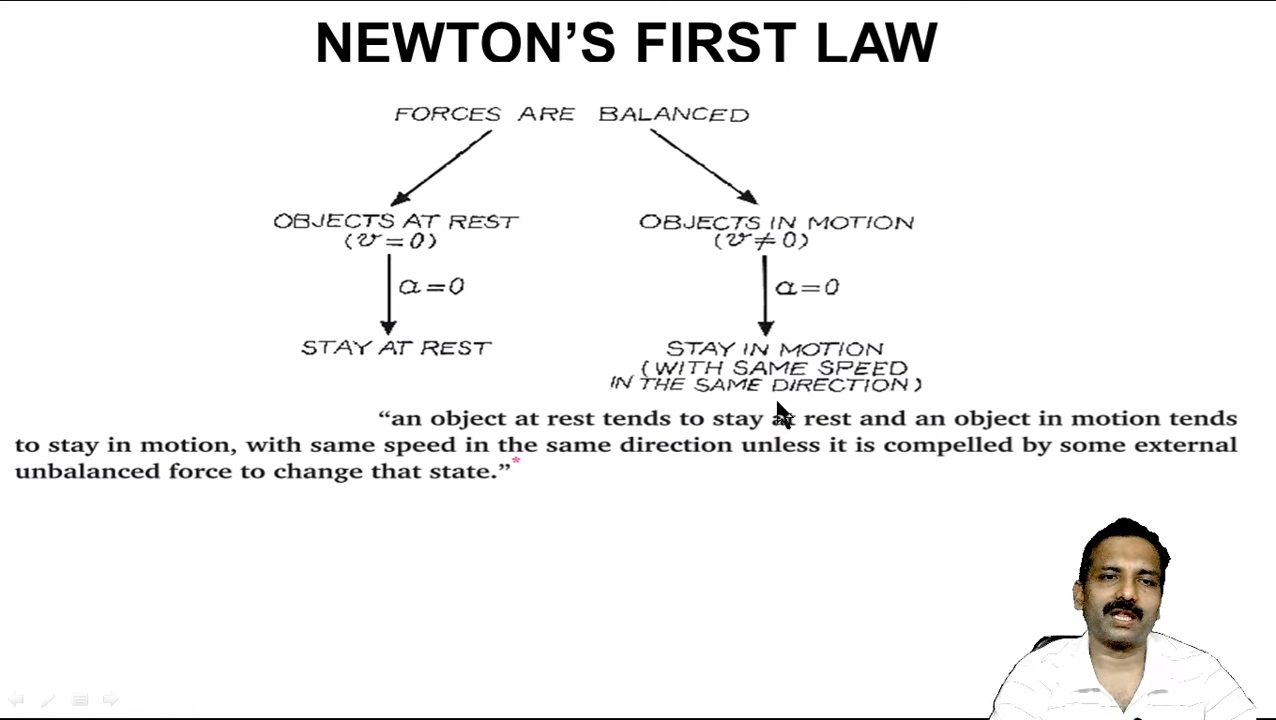 NEWTON’S FIRST LAW
FORCES ARE BALANCED
OBJECTS AT REST
(v = 0)
a = 0
STAY AT REST
OBJECTS IN MOTION
(v ≠ 0)
a = 0
STAY IN MOTION
(WITH SAME SPEED
IN THE SAME DIRECTION)
“an object at rest tends to stay at rest and an object in motion tends
to stay in motion, with same speed in the same direction unless it is compelled by some external
unbalanced force to change that state.”*